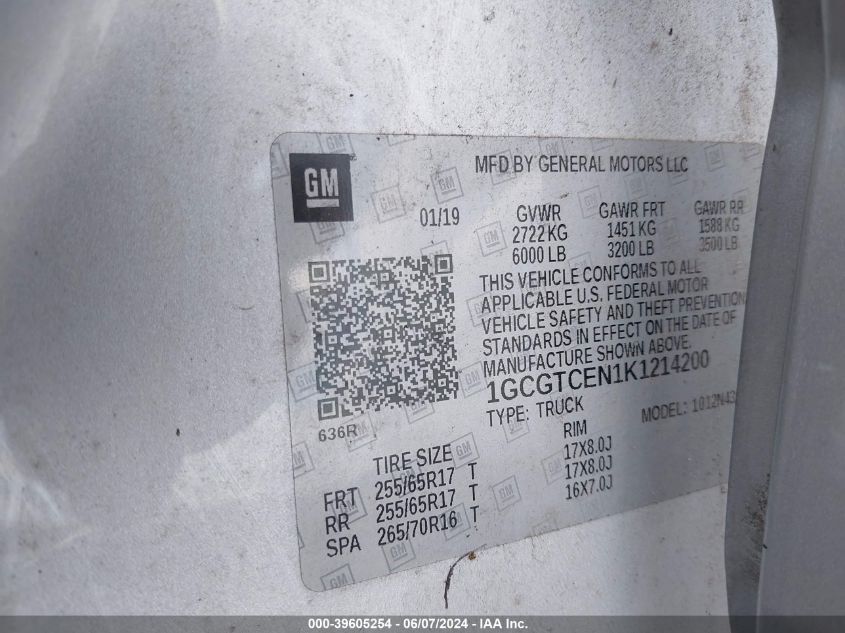 GM
MFD BY GENERAL MOTORS LLC
01/19 GVWR GAWR FRT GAWR RR
2722 KG 1451 KG 1588 KG
6000 LB 3200 LB 3500 LB
THIS VEHICLE CONFORMS TO ALL
APPLICABLE U.S. FEDERAL MOTOR
VEHICLE SAFETY AND THEFT PREVENTION
STANDARDS IN EFFECT ON THE DATE OF
MANUFACTURE SHOWN ABOVE.
1GCGTCEN1K1214200
TYPE: TRUCK MODEL:
636R
TIRE SIZE RIM
FRT 255/65R17 T 17X8.0J
RR 255/65R17 T 17X8.0J
SPA 265/70R16 T 16X7.0J
000-39605254 - 06/07/2024 - IAA Inc.